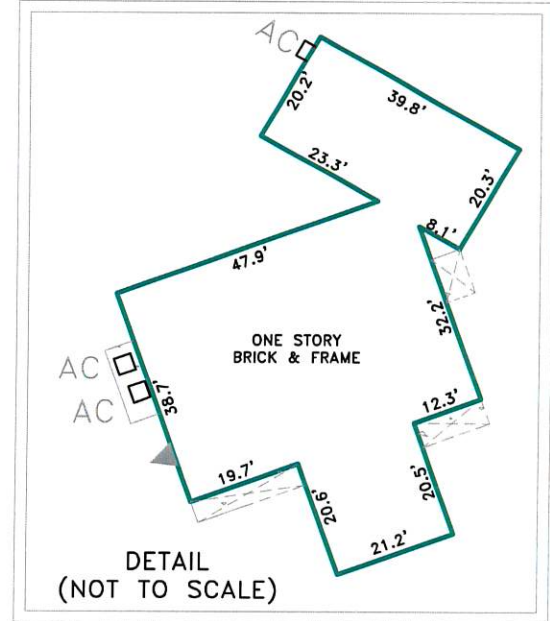 AC
20.2'
39.8'
23.3'
20.3'
8.1'
47.9'
32.2'
ONE STORY
BRICK & FRAME
AC
AC
38.7'
12.3'
19.7'
20.6'
20.5'
21.2'
DETAIL
(NOT TO SCALE)